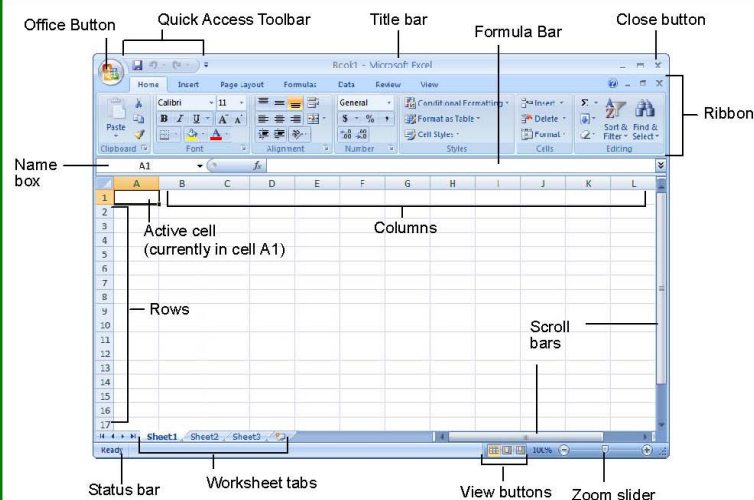 Office Button
Quick Access Toolbar
Title bar
Formula Bar
Close button
Book1 - Microsoft Excel
Home Insert Page Layout Formulas Data Review View
Ribbon
Paste
Calibri 11
General
Conditional Formatting
Insert
B I U A A
$ % ,
Format as Table
Delete
Cell Styles
Format
Sort & Filter
Find & Select
Clipboard Font Alignment Number Styles Cells Editing
Name box
A1
fx
A B C D E F G H I J K L
1
2
3
4
5
6
7
8
9
10
11
12
13
14
15
16
17
Active cell
(currently in cell A1)
Columns
Rows
Scroll
bars
Sheet1 Sheet2 Sheet3
Ready
100%
Status bar
Worksheet tabs
View buttons
Zoom slider